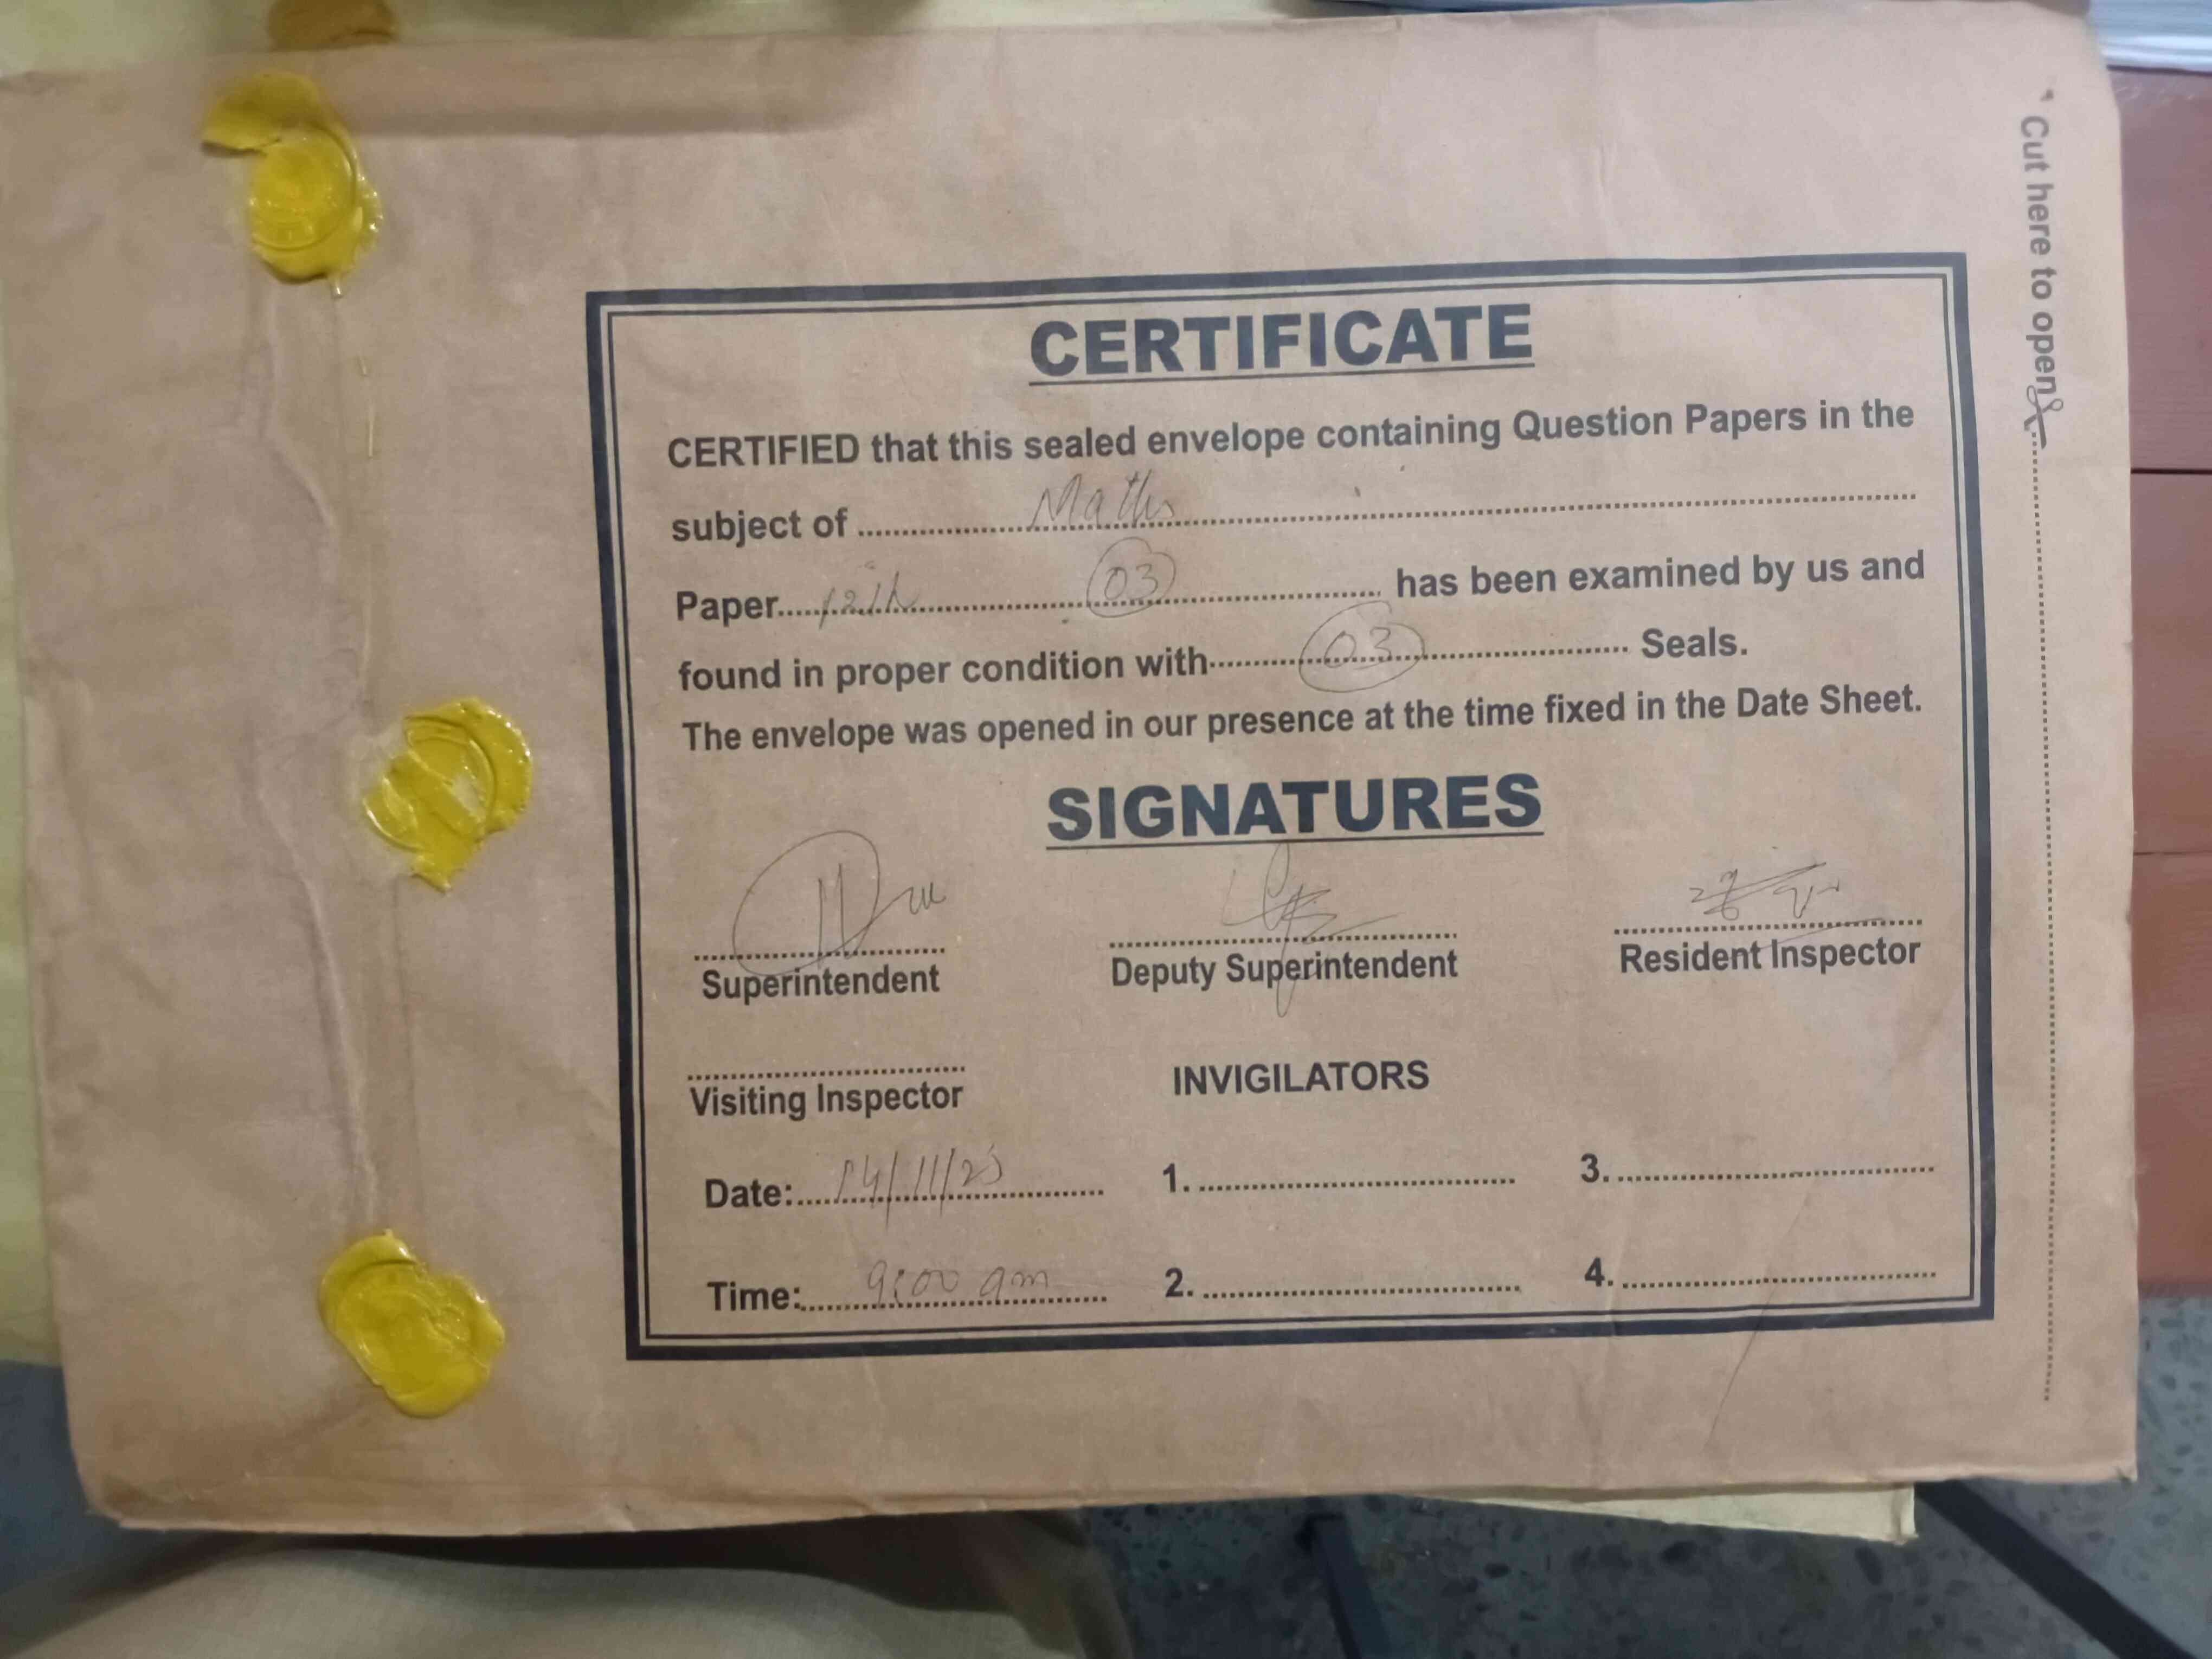 CERTIFICATE
CERTIFIED that this sealed envelope containing Question Papers in the
subject of Maths
Paper 12th 03 has been examined by us and
found in proper condition with 03 Seals.
The envelope was opened in our presence at the time fixed in the Date Sheet.
SIGNATURES
Superintendent Deputy Superintendent Resident Inspector
Visiting Inspector INVIGILATORS
Date: 14/11/25 1. 3.
Time: 9:00 am 2. 4.
Cut here to open